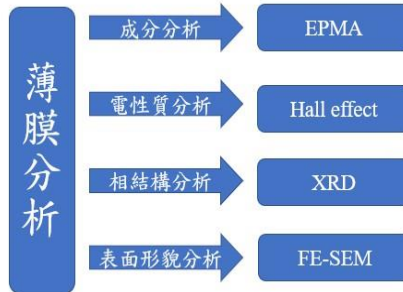 薄膜分析
成分分析
EPMA
電性質分析
Hall effect
相結構分析
XRD
表面形貌分析
FE-SEM